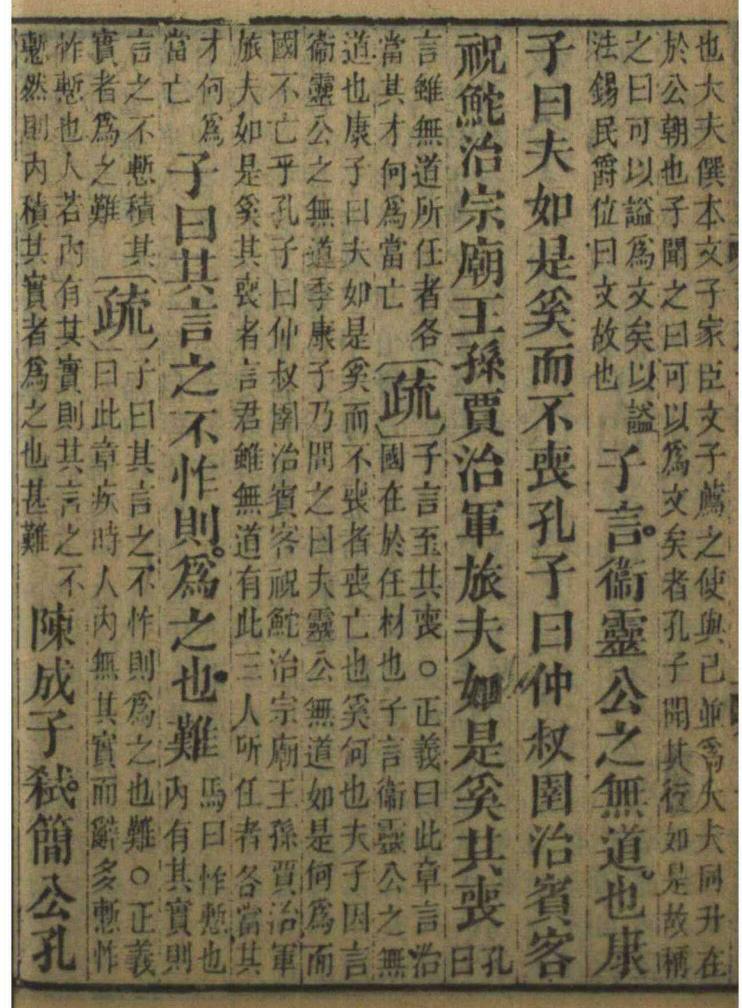 也大夫僎本文子家臣文子薦之使與己並爲大夫同升在
於公朝也子聞之曰可以爲文矣者孔子聞其行如是故稱
之曰可以謚爲文矣以謚
法錫民爵位曰文故也
子言衞靈公之無道也康
子曰夫如是奚而不喪孔子曰仲叔圉治賓客
祝鮀治宗廟王孫賈治軍旅夫如是奚其喪
孔
曰
言雖無道所任者各
當其才何爲當亡
疏
子言至其喪○正義曰此章言治
國在於任材也子言衞靈公之無
道也康子曰夫如是奚而不喪者喪亡也奚何也夫子因言
衞靈公之無道季康子乃問之曰夫靈公無道如是何爲而
國不亡乎孔子曰仲叔圉治賓客祝鮀治宗廟王孫賈治軍
旅夫如是奚其喪者言君雖無道有此三人所任者各當其
才何爲
當亡
子曰其言之不怍則爲之也難
馬曰怍慙也
內有其實則
言之不慙積其
實者爲之難
疏
子曰其言之不怍則爲之也難○正義
曰此章疾時人內無其實而辭多慙怍
怍慙也人若內有其實則其言之不
慙然則內積其實者爲之也甚難
陳成子弒簡公孔